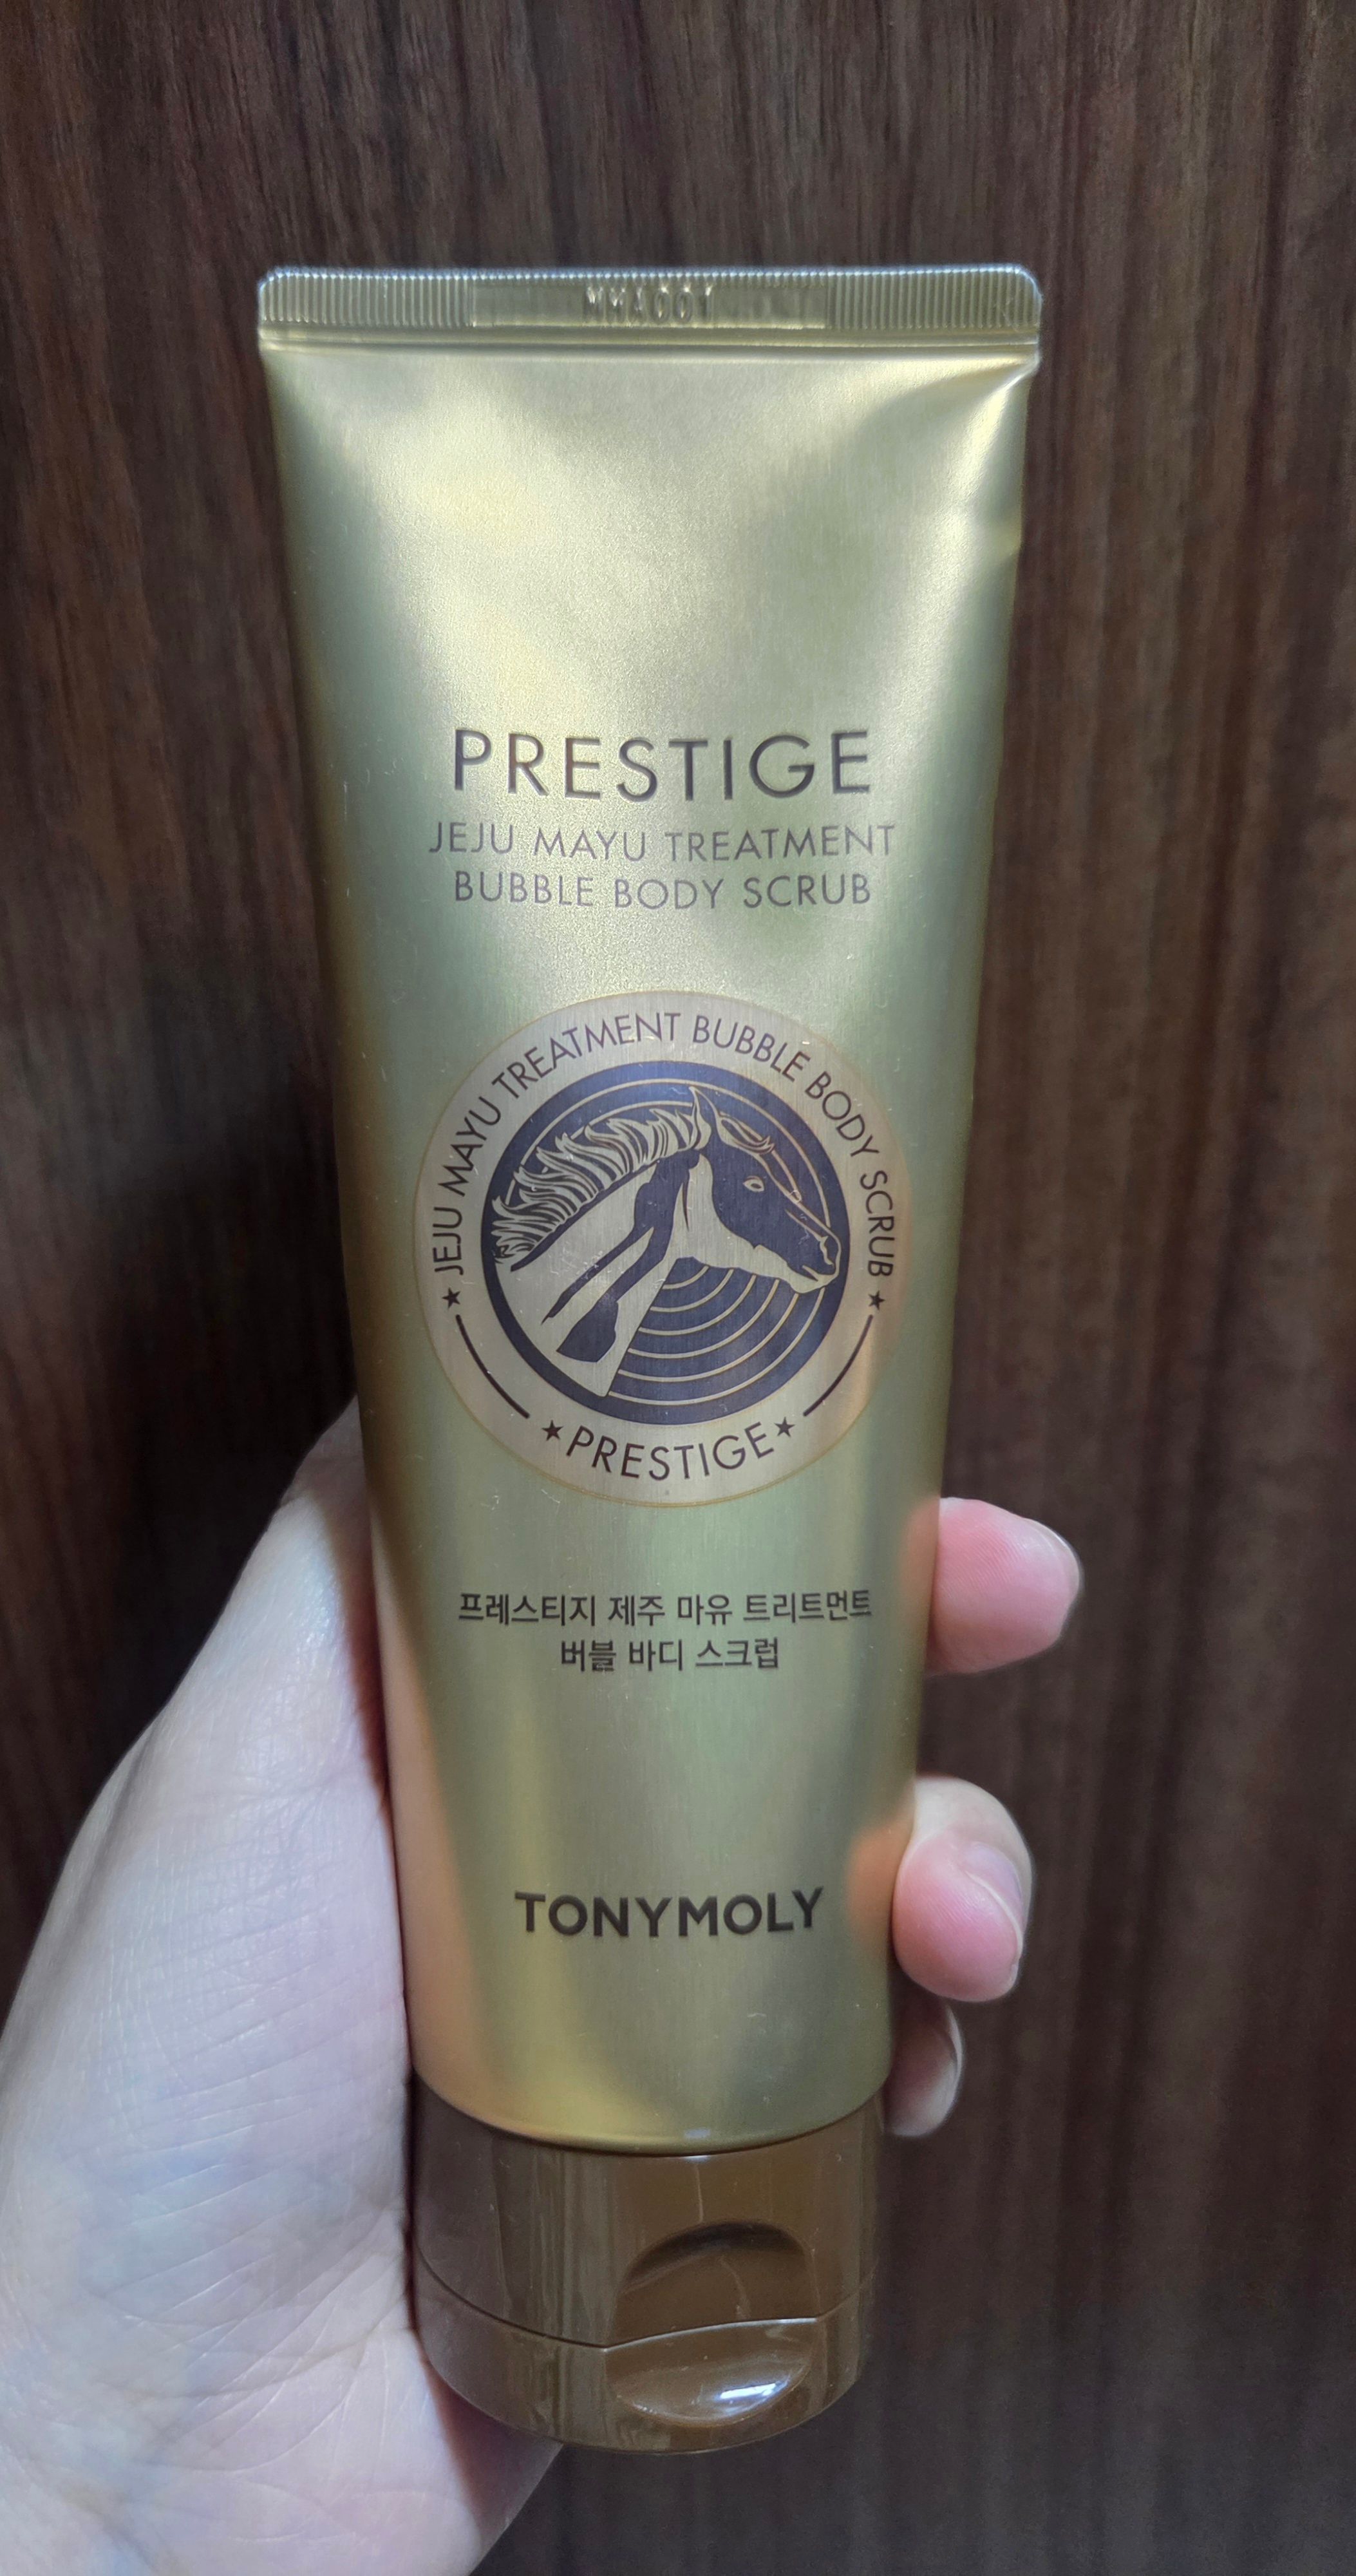 PRESTIGE
JEJU MAYU TREATMENT
BUBBLE BODY SCRUB
★ JEJU MAYU TREATMENT BUBBLE BODY SCRUB ★
★PRESTIGE★
프레스티지 제주 마유 트리트먼트
버블 바디 스크럽
TONYMOLY